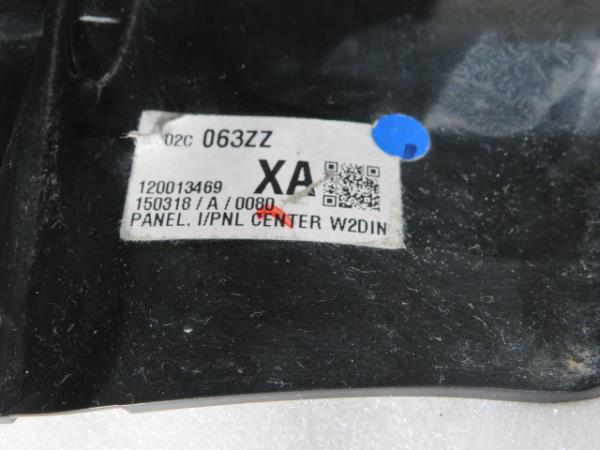 02C 063ZZ
XA
120013469
150318 / A / 0080
PANEL, I/PNL CENTER W2DIN